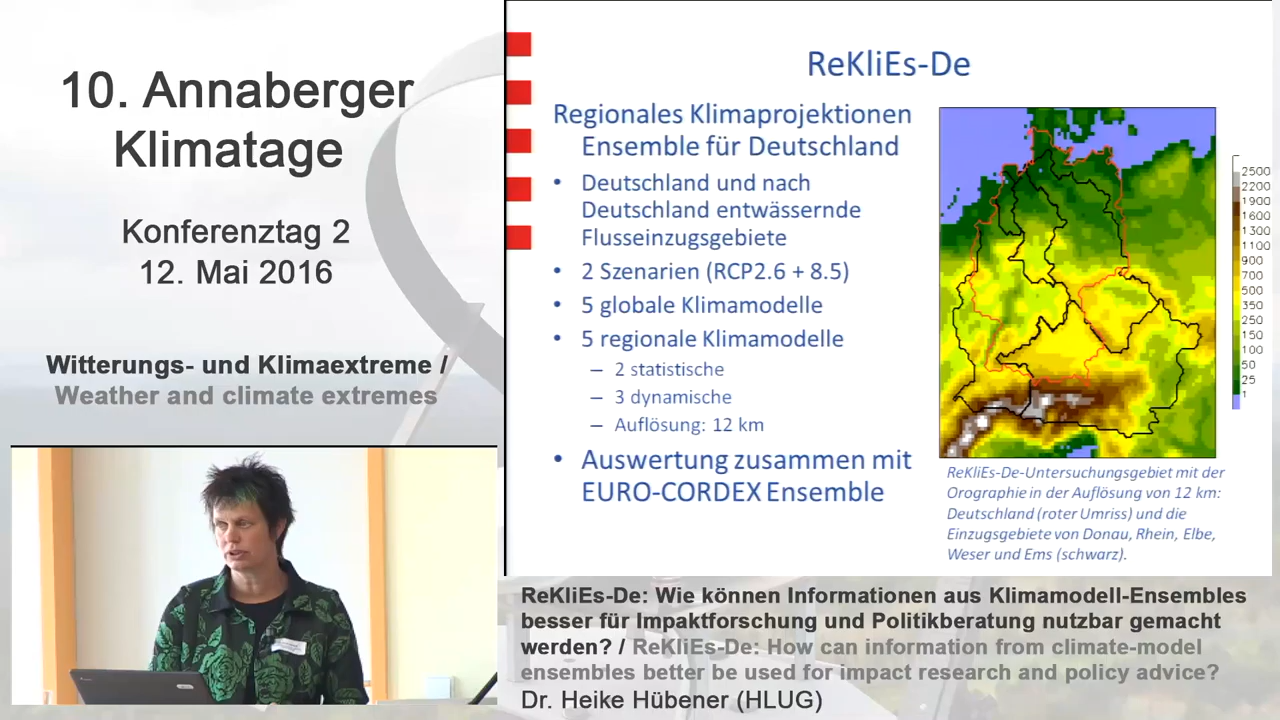 10. Annaberger
Klimatage
Konferenztag 2
12. Mai 2016
Witterungs- und Klimaextreme /
Weather and climate extremes
ReKliEs-De
Regionales Klimaprojektionen
Ensemble für Deutschland
• Deutschland und nach
Deutschland entwässernde
Flusseinzugsgebiete
• 2 Szenarien (RCP2.6 + 8.5)
• 5 globale Klimamodelle
• 5 regionale Klimamodelle
– 2 statistische
– 3 dynamische
– Auflösung: 12 km
• Auswertung zusammen mit
EURO-CORDEX Ensemble
2500
2200
1900
1600
1300
1100
900
700
500
350
250
150
100
50
25
1
ReKliEs-De-Untersuchungsgebiet mit der
Orographie in der Auflösung von 12 km:
Deutschland (roter Umriss) und die
Einzugsgebiete von Donau, Rhein, Elbe,
Weser und Ems (schwarz).
ReKliEs-De: Wie können Informationen aus Klimamodell-Ensembles
besser für Impaktforschung und Politikberatung nutzbar gemacht
werden? / ReKliEs-De: How can information from climate-model
ensembles better be used for impact research and policy advice?
Dr. Heike Hübener (HLUG)